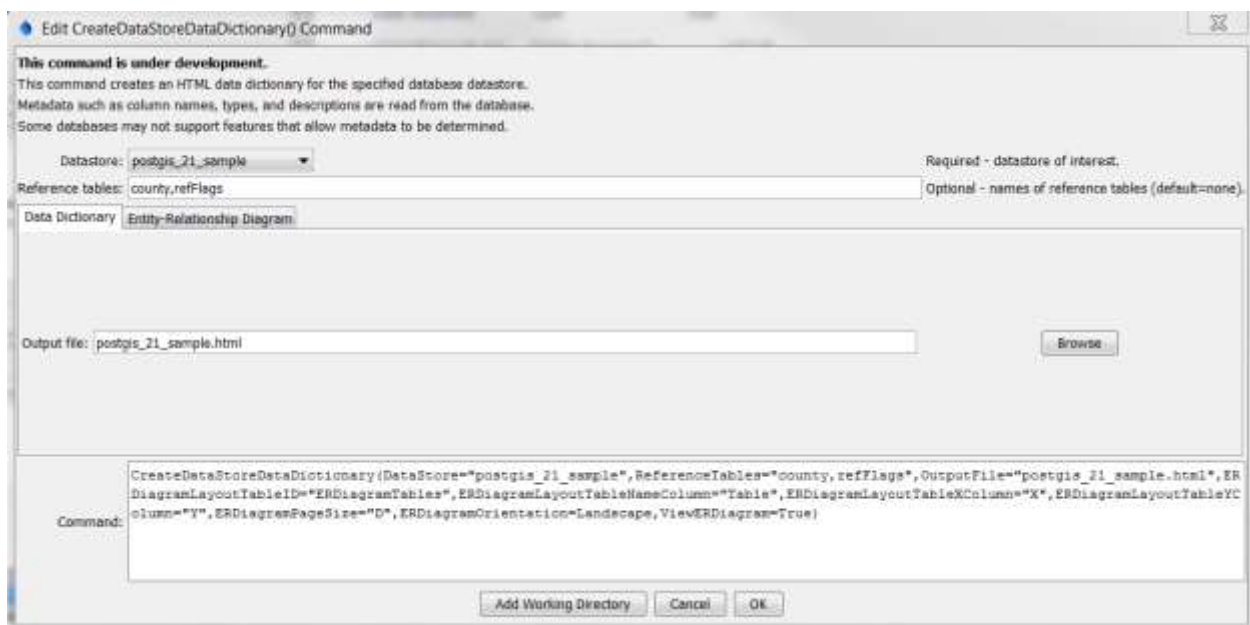 Edit CreateDataStoreDataDictionary() Command
This command is under development.
This command creates an HTML data dictionary for the specified database datastore.
Metadata such as column names, types, and descriptions are read from the database.
Some databases may not support features that allow metadata to be determined.
Datastore: postgis_21_sample Required - datastore of interest.
Reference tables: county,refFlags Optional - names of reference tables (default=none).
Data Dictionary Entity-Relationship Diagram
Output file: postgis_21_sample.html Browse
CreateDataStoreDataDictionary(DataStore="postgis_21_sample",ReferenceTables="county,refFlags",OutputFile="postgis_21_sample.html",ER
DiagramLayoutTableID="ERDiagramTables",ERDiagramLayoutTableNameColumn="Table",ERDiagramLayoutTableXColumn="X",ERDiagramLayoutTableYC
Command: olumn="Y",ERDiagramPageSize="D",ERDiagramOrientation=Landscape,ViewERDiagram=True)
Add Working Directory Cancel OK